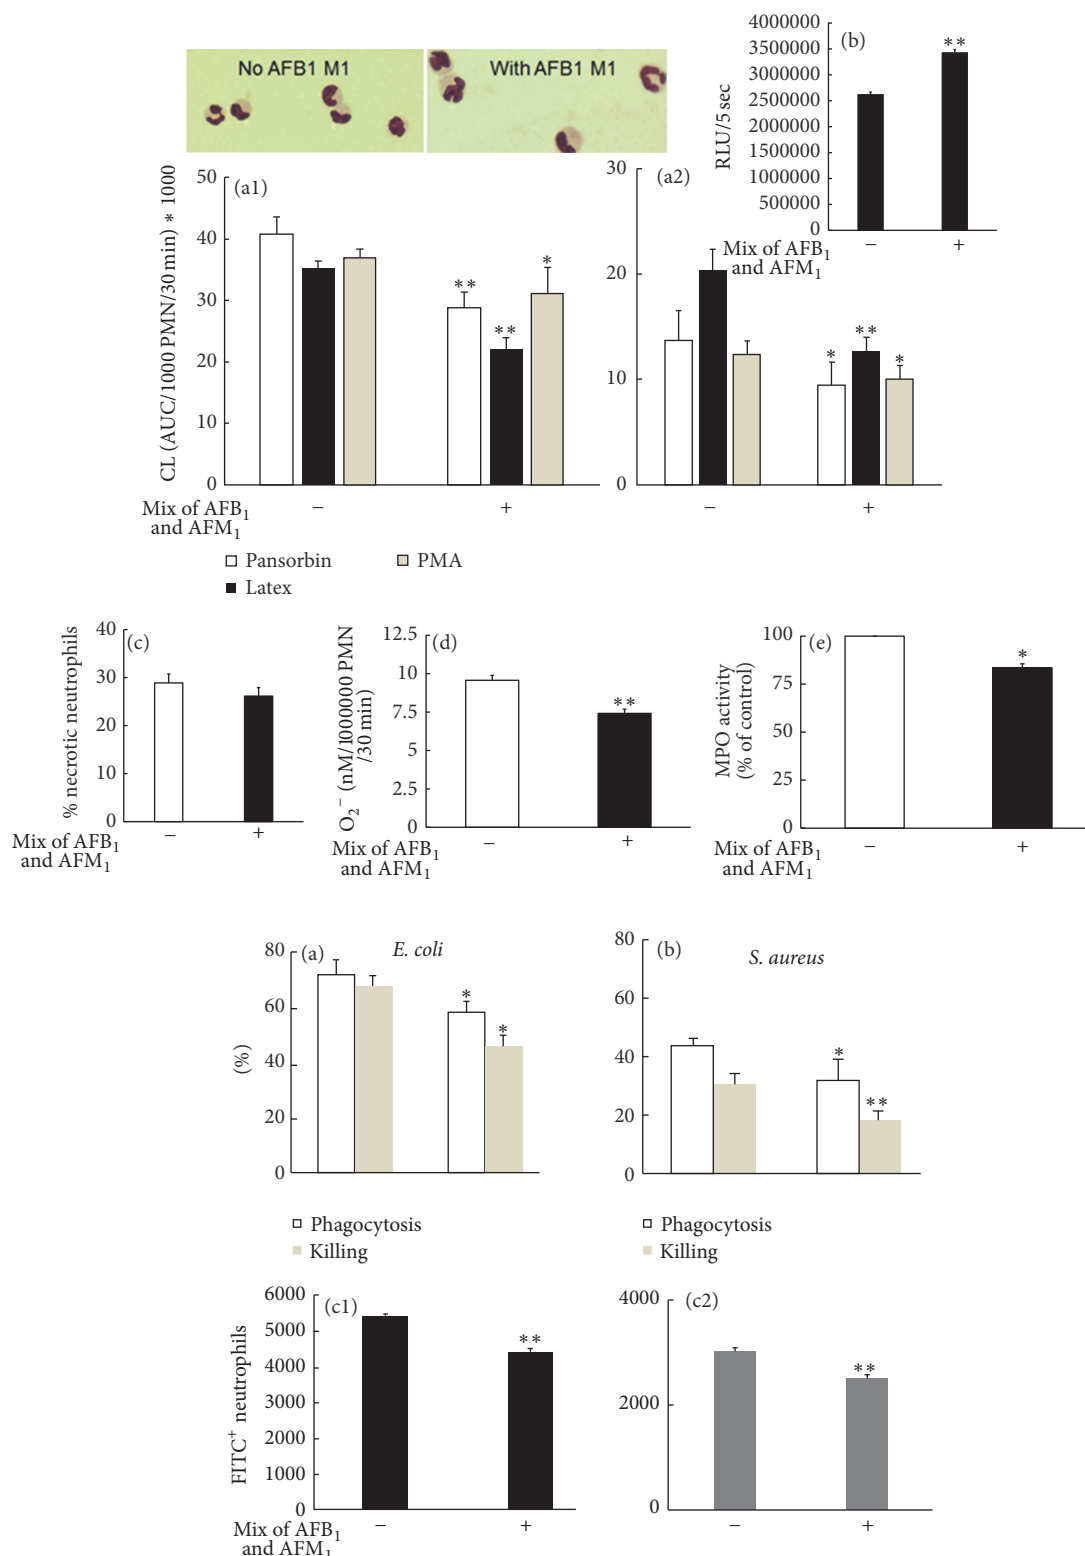 No AFB1 M1
With AFB1 M1
(b)
4000000
3500000
3000000
2500000
2000000
1500000
1000000
500000
0
RLU/5 sec
**
− +
Mix of AFB₁
and AFM₁
(a1)
CL (AUC/1000 PMN/30 min) * 1000
50
40
30
20
10
0
** ** *
− +
Mix of AFB₁
and AFM₁
(a2)
30
20
10
0
* ** *
− +
Pansorbin
Latex
PMA
(c)
% necrotic neutrophils
40
30
20
10
0
− +
Mix of AFB₁
and AFM₁
(d)
O₂⁻ (nM/1000000 PMN
/30 min)
12.5
10
7.5
5
2.5
0
**
− +
Mix of AFB₁
and AFM₁
(e)
MPO activity
(% of control)
100
75
50
25
0
*
− +
Mix of AFB₁
and AFM₁
(a)
E. coli
(%)
80
60
40
20
0
* *
Phagocytosis
Killing
(b)
S. aureus
80
60
40
20
0
* **
Phagocytosis
Killing
(c1)
FITC⁺ neutrophils
6000
5000
4000
3000
2000
1000
0
**
− +
Mix of AFB₁
and AFM₁
(c2)
4000
2000
0
**
− +